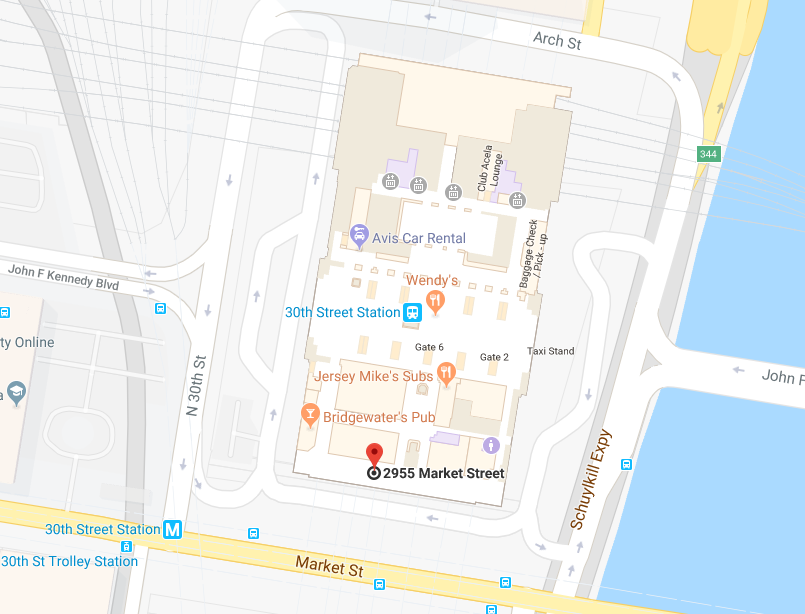 Arch St
344
Club Acela
Lounge
Avis Car Rental
Baggage Check
/ Pick - up
John F Kennedy Blvd
Wendy's
30th Street Station
ty Online
Gate 6
Gate 2
Taxi Stand
N 30th St
Jersey Mike's Subs
John F
a
Bridgewater's Pub
2955 Market Street
Schuylkill Expy
30th Street Station
M
30th St Trolley Station
Market St